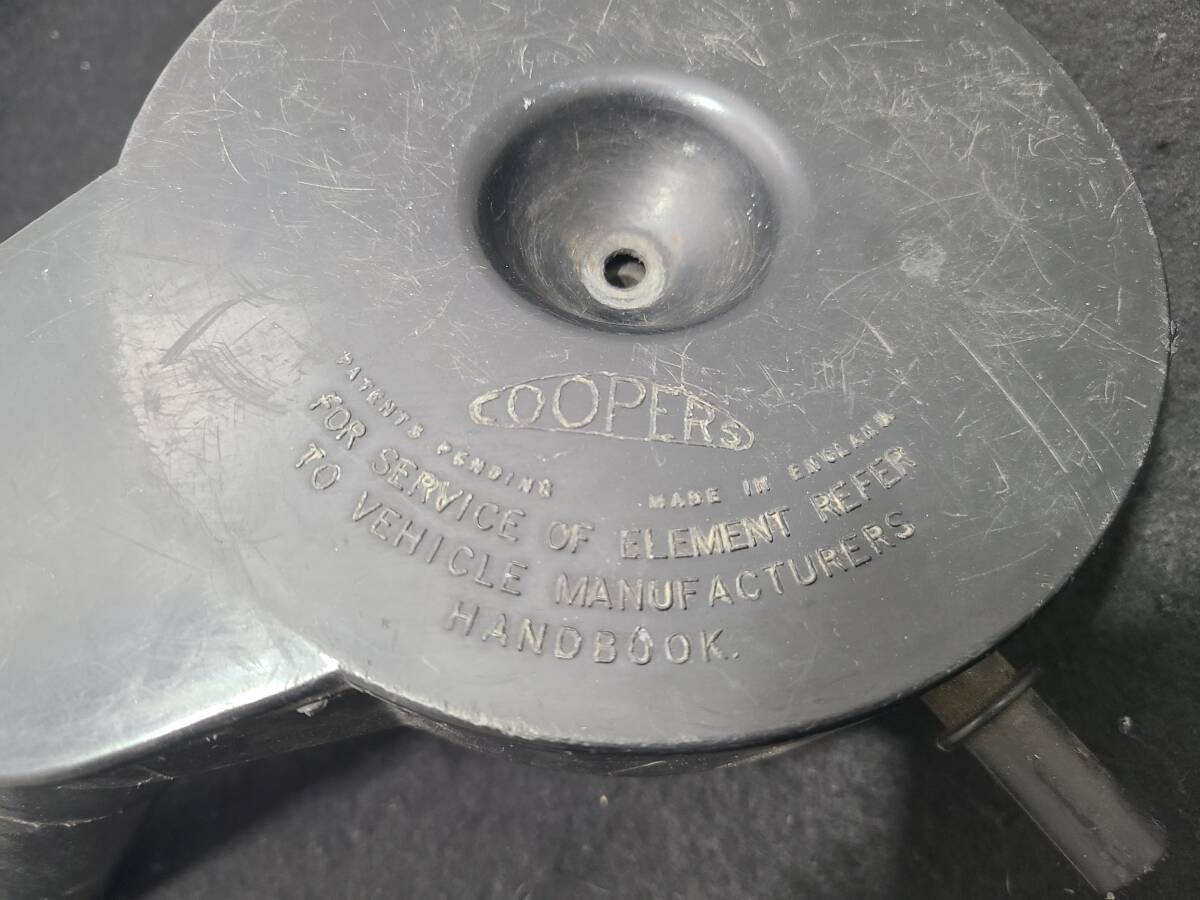 COOPERS
PATENTS PENDING MADE IN ENGLAND
FOR SERVICE OF ELEMENT REFER
TO VEHICLE MANUFACTURERS
HANDBOOK.